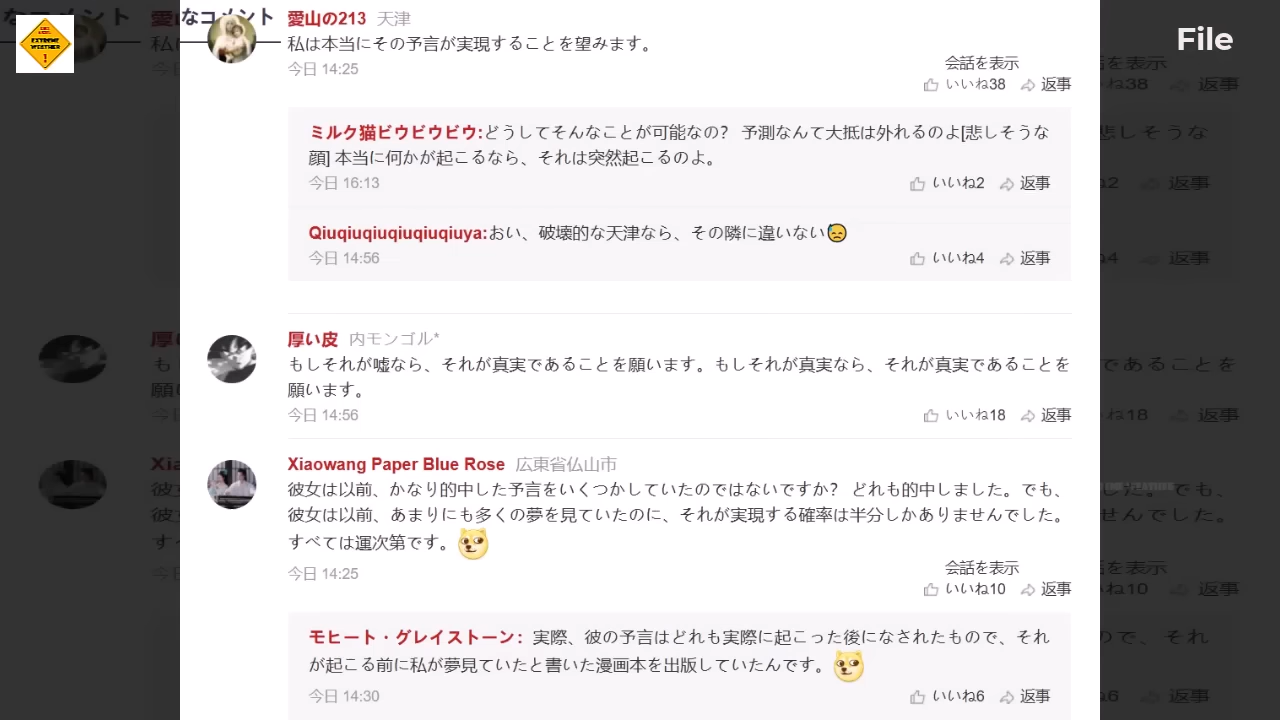 File
なコメント
愛山の213 天津
私は本当にその予言が実現することを望みます。
今日 14:25
会話を表示
いいね38 返事
ミルク猫ビウビウビウ:どうしてそんなことが可能なの? 予測なんて大抵は外れるのよ[悲しそうな
顔] 本当に何かが起こるなら、それは突然起こるのよ。
今日 16:13
いいね2 返事
Qiuqiuqiuqiuqiuqiuya:おい、破壊的な天津なら、その隣に違いない😓
今日 14:56
いいね4 返事
厚い皮 内モンゴル*
もしそれが嘘なら、それが真実であることを願います。もしそれが真実なら、それが真実であることを
願います。
今日 14:56
いいね18 返事
Xiaowang Paper Blue Rose 広東省仏山市
彼女は以前、かなり的中した予言をいくつかしていたのではないですか? どれも的中しました。でも、
彼女は以前、あまりにも多くの夢を見ていたのに、それが実現する確率は半分しかありませんでした。
すべては運次第です。
今日 14:25
会話を表示
いいね10 返事
モヒート・グレイストーン: 実際、彼の予言はどれも実際に起こった後になされたもので、それ
が起こる前に私が夢見ていたと書いた漫画本を出版していたんです。
今日 14:30
いいね6 返事
EXTREME
WEATHER
!